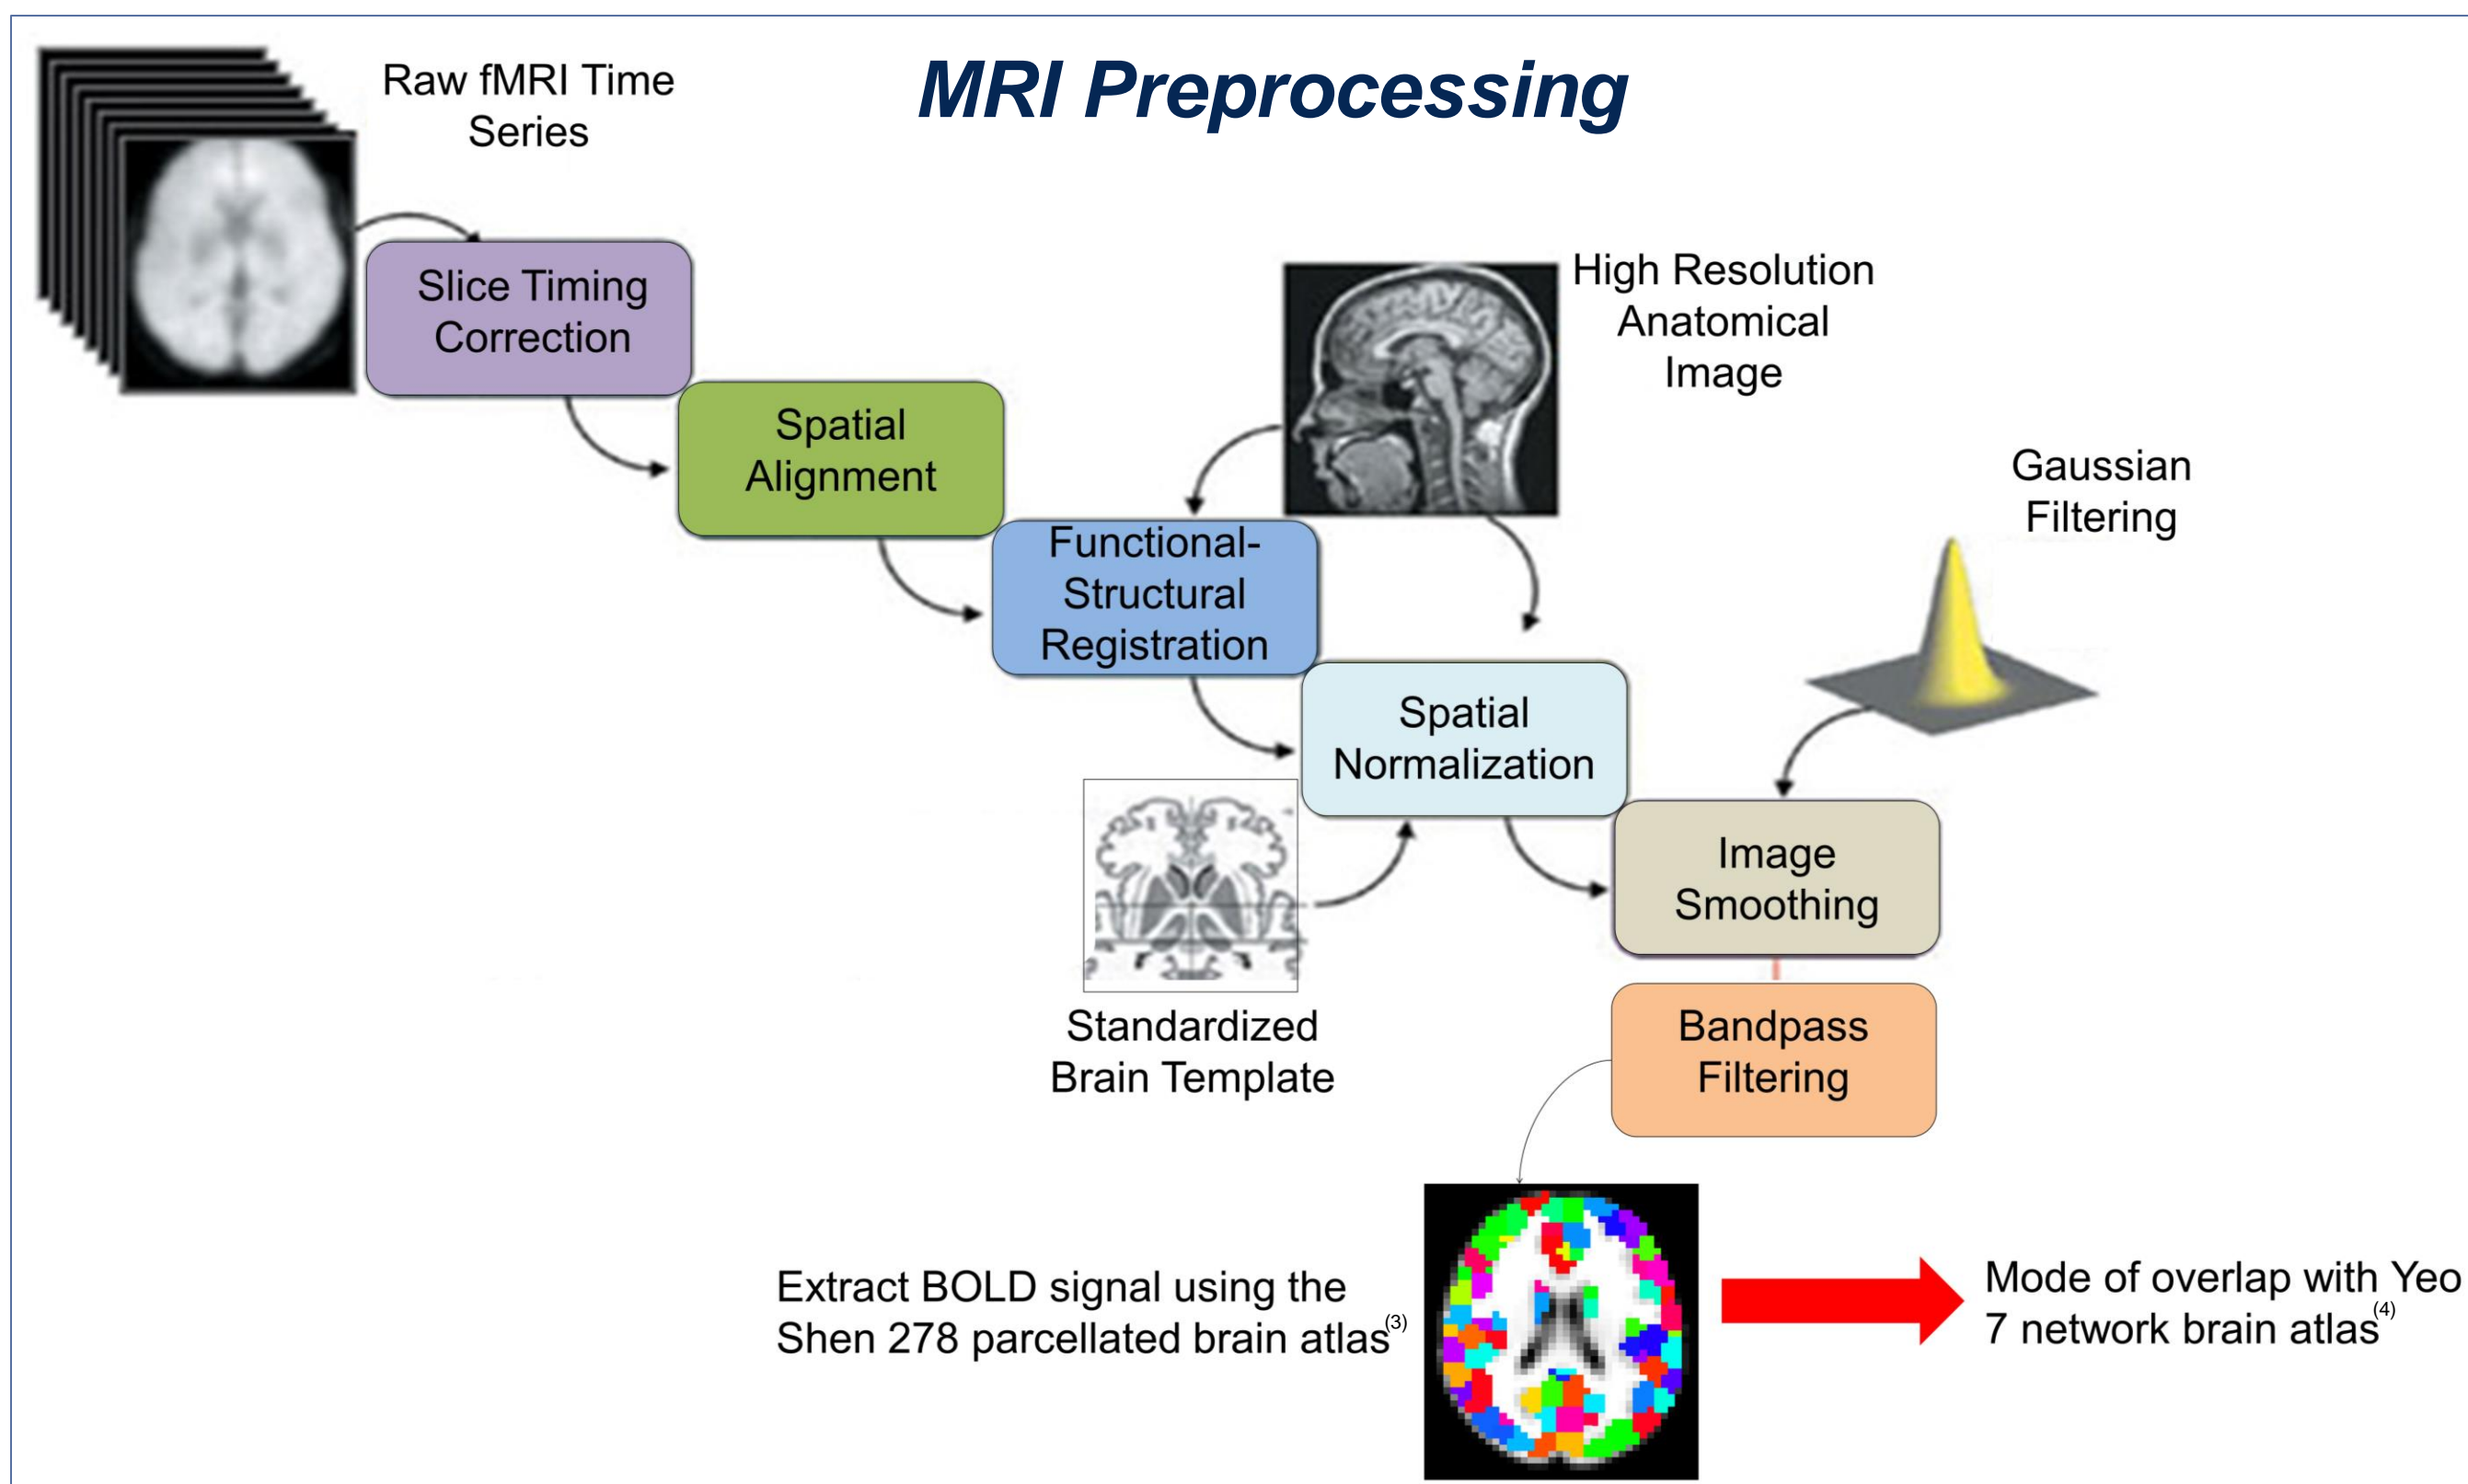 MRI Preprocessing
Raw fMRI Time
Series
Slice Timing
Correction
Spatial
Alignment
High Resolution
Anatomical
Image
Functional-
Structural
Registration
Gaussian
Filtering
Spatial
Normalization
Standardized
Brain Template
Image
Smoothing
Bandpass
Filtering
Extract BOLD signal using the
Shen 278 parcellated brain atlas(3)
Mode of overlap with Yeo
7 network brain atlas(4)